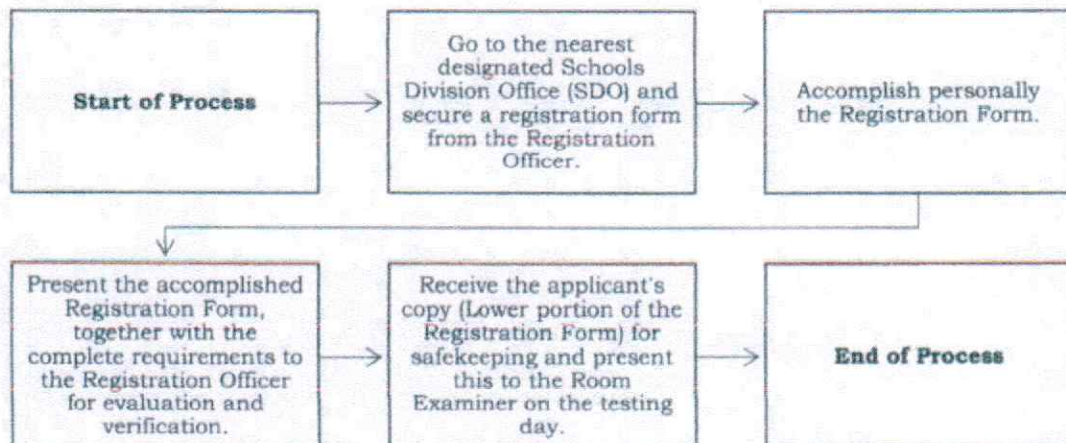 Start of Process
Go to the nearest
designated Schools
Division Office (SDO) and
secure a registration form
from the Registration
Officer.
Accomplish personally
the Registration Form.
Present the accomplished
Registration Form,
together with the
complete requirements to
the Registration Officer
for evaluation and
verification.
Receive the applicant's
copy (Lower portion of the
Registration Form) for
safekeeping and present
this to the Room
Examiner on the testing
day.
End of Process